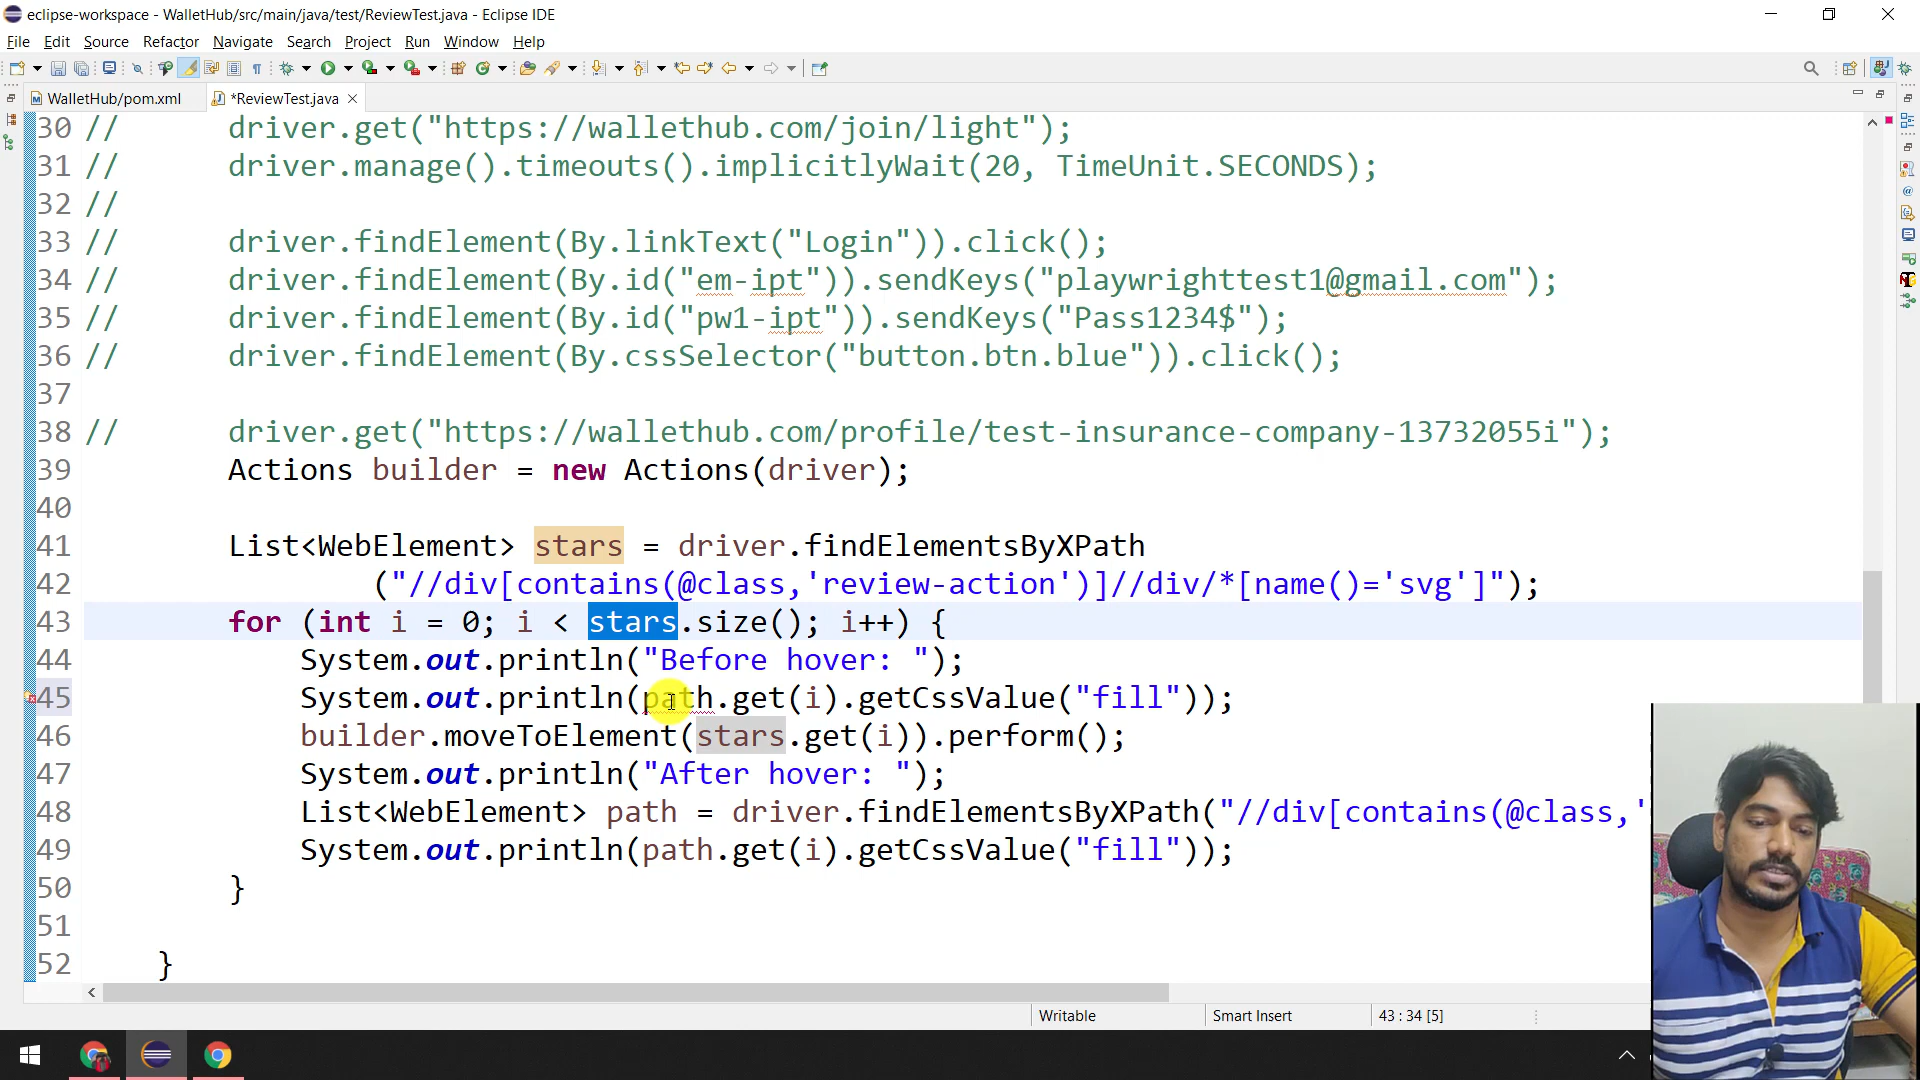 eclipse-workspace - WalletHub/src/main/java/test/ReviewTest.java - Eclipse IDE
File Edit Source Refactor Navigate Search Project Run Window Help
WalletHub/pom.xml *ReviewTest.java
30 // driver.get("https://wallethub.com/join/light");
31 // driver.manage().timeouts().implicitlyWait(20, TimeUnit.SECONDS);
32 //
33 // driver.findElement(By.linkText("Login")).click();
34 // driver.findElement(By.id("em-ipt")).sendKeys("playwrighttest1@gmail.com");
35 // driver.findElement(By.id("pw1-ipt")).sendKeys("Pass1234$");
36 // driver.findElement(By.cssSelector("button.btn.blue")).click();
37
38 // driver.get("https://wallethub.com/profile/test-insurance-company-13732055i");
39 Actions builder = new Actions(driver);
40
41 List<WebElement> stars = driver.findElementsByXPath
42 ("//div[contains(@class,'review-action')]//div/*[name()='svg']");
43 for (int i = 0; i < stars.size(); i++) {
44 System.out.println("Before hover: ");
45 System.out.println(path.get(i).getCssValue("fill"));
46 builder.moveToElement(stars.get(i)).perform();
47 System.out.println("After hover: ");
48 List<WebElement> path = driver.findElementsByXPath("//div[contains(@class,'
49 System.out.println(path.get(i).getCssValue("fill"));
50 }
51
52 }
Writable Smart Insert 43 : 34 [5]